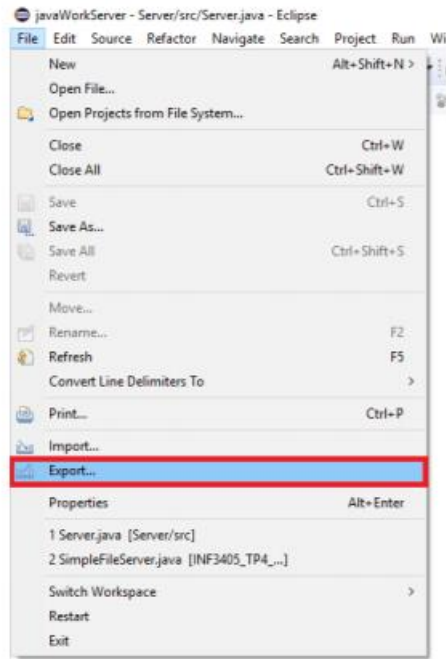 javaWorkServer - Server/src/Server.java - Eclipse
File Edit Source Refactor Navigate Search Project Run Wi
New Alt+Shift+N >
Open File...
Open Projects from File System...
Close Ctrl+W
Close All Ctrl+Shift+W
Save Ctrl+S
Save As...
Save All Ctrl+Shift+S
Revert
Move...
Rename... F2
Refresh F5
Convert Line Delimiters To >
Print... Ctrl+P
Import...
Export...
Properties Alt+Enter
1 Server.java [Server/src]
2 SimpleFileServer.java [INF3405_TP4_...]
Switch Workspace >
Restart
Exit